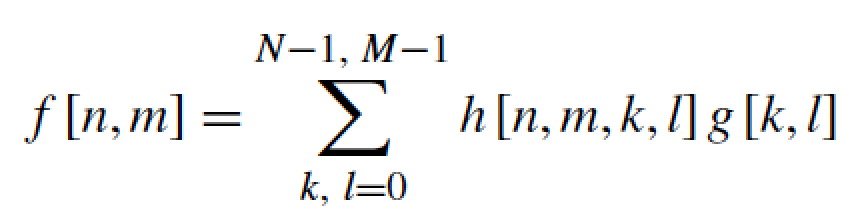 N−1, M−1
f [n, m] = ∑ h [n, m, k, l] g [k, l]
k, l=0